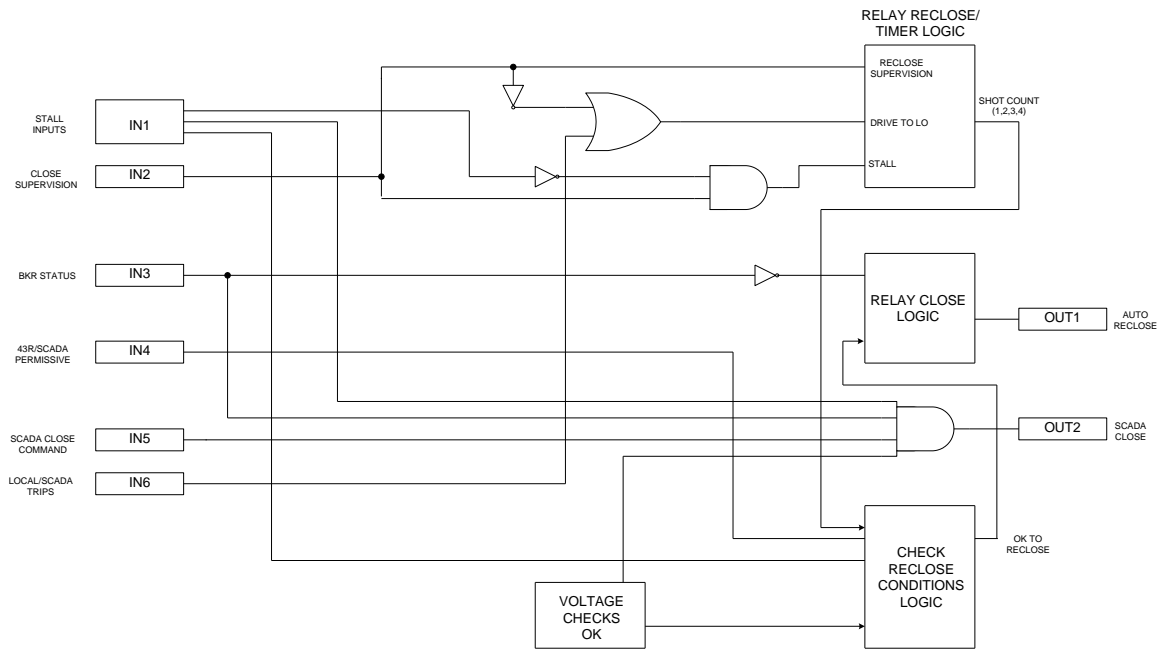 RELAY RECLOSE/
TIMER LOGIC
RECLOSE
SUPERVISION
DRIVE TO LO
STALL
SHOT COUNT
(1,2,3,4)
STALL
INPUTS
IN1
CLOSE
SUPERVISION
IN2
BKR STATUS
IN3
RELAY CLOSE
LOGIC
OUT1
AUTO
RECLOSE
43R/SCADA
PERMISSIVE
IN4
SCADA CLOSE
COMMAND
IN5
OUT2
SCADA
CLOSE
LOCAL/SCADA
TRIPS
IN6
CHECK
RECLOSE
CONDITIONS
LOGIC
OK TO
RECLOSE
VOLTAGE
CHECKS
OK